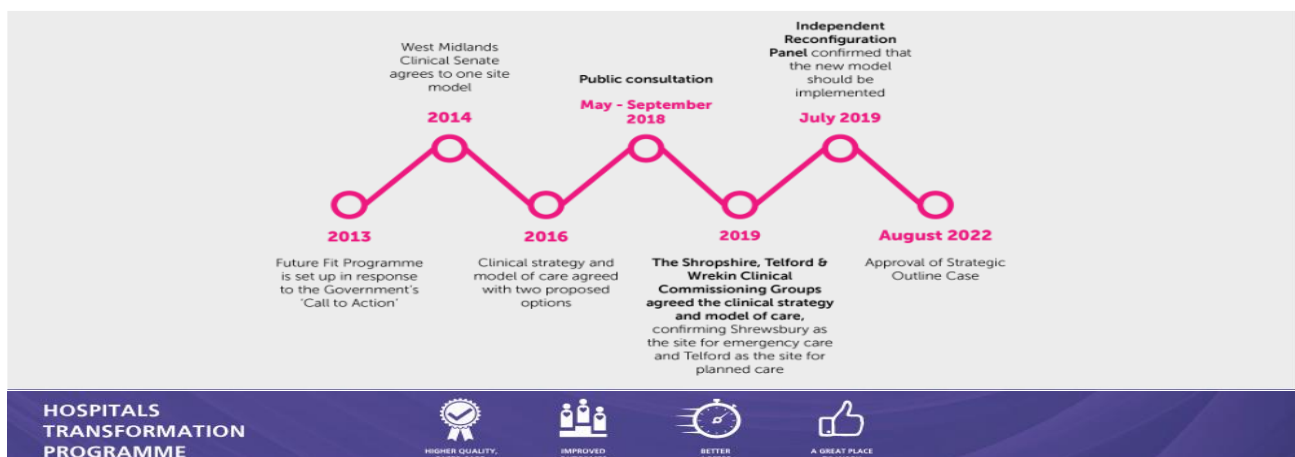 West Midlands
Clinical Senate
agrees to one site
model
2014
Public consultation
May - September
2018
Independent
Reconfiguration
Panel confirmed that
the new model
should be
implemented
July 2019
2013
Future Fit Programme
is set up in response
to the Government's
'Call to Action'
2016
Clinical strategy and
model of care agreed
with two proposed
options
2019
The Shropshire, Telford &
Wrekin Clinical
Commissioning Groups
agreed the clinical strategy
and model of care,
confirming Shrewsbury as
the site for emergency care
and Telford as the site for
planned care
August 2022
Approval of Strategic
Outline Case
HOSPITALS
TRANSFORMATION
PROGRAMME
HIGHER QUALITY,
IMPROVED
BETTER
A GREAT PLACE